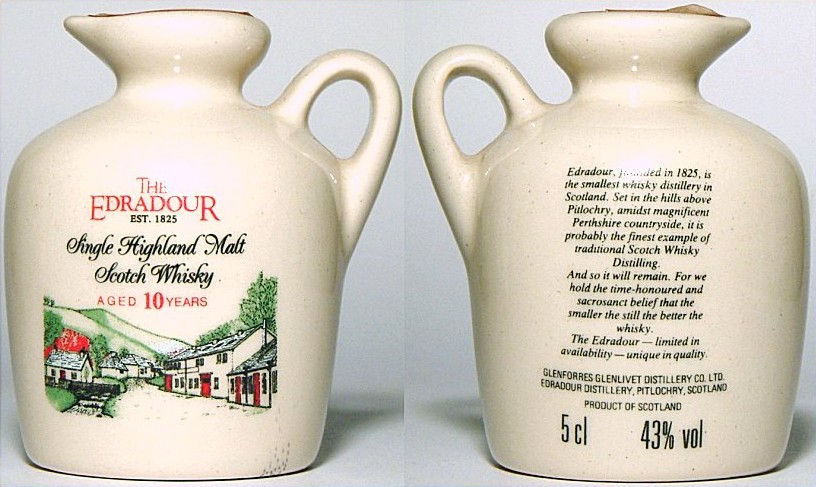 THE
EDRADOUR
EST. 1825
Single Highland Malt
Scotch Whisky
AGED 10 YEARS
Edradour, founded in 1825, is
the smallest whisky distillery in
Scotland. Set in the hills above
Pitlochry, amidst magnificent
Perthshire countryside, it is
probably the finest example of
traditional Scotch Whisky
Distilling.
And so it will remain. For we
hold the time-honoured and
sacrosanct belief that the
smaller the still the better the
whisky.
The Edradour — limited in
availability — unique in quality.
GLENFORRES GLENLIVET DISTILLERY CO. LTD.
EDRADOUR DISTILLERY, PITLOCHRY, SCOTLAND
PRODUCT OF SCOTLAND
5 cl 43% vol